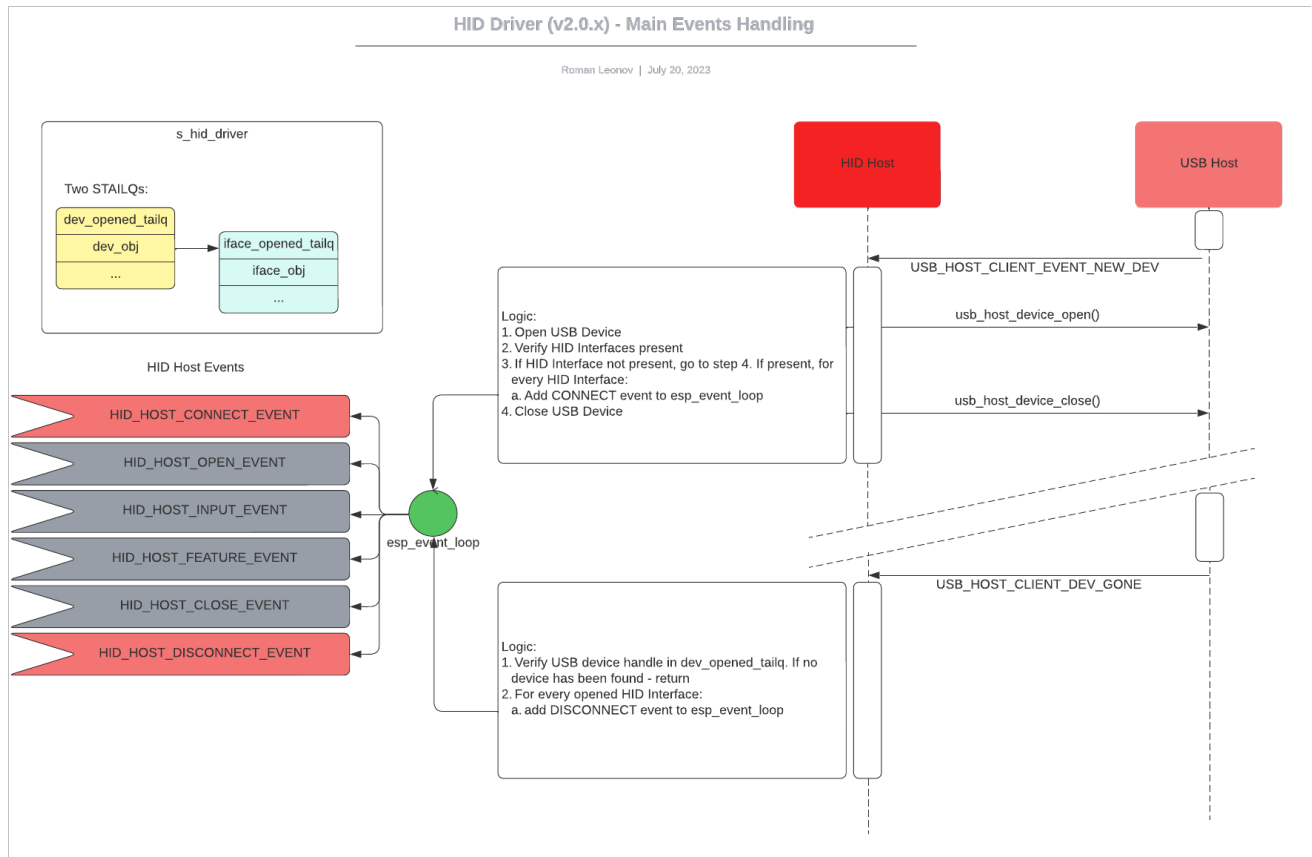 HID Driver (v2.0.x) - Main Events Handling
Roman Leonov | July 20, 2023
s_hid_driver
Two STAILQs:
dev_opened_tailq
dev_obj
...
iface_opened_tailq
iface_obj
...
HID Host
USB Host
USB_HOST_CLIENT_EVENT_NEW_DEV
usb_host_device_open()
usb_host_device_close()
Logic:
1. Open USB Device
2. Verify HID Interfaces present
3. If HID Interface not present, go to step 4. If present, for
every HID Interface:
a. Add CONNECT event to esp_event_loop
4. Close USB Device
HID Host Events
HID_HOST_CONNECT_EVENT
HID_HOST_OPEN_EVENT
HID_HOST_INPUT_EVENT
HID_HOST_FEATURE_EVENT
HID_HOST_CLOSE_EVENT
HID_HOST_DISCONNECT_EVENT
esp_event_loop
USB_HOST_CLIENT_DEV_GONE
Logic:
1. Verify USB device handle in dev_opened_tailq. If no
device has been found - return
2. For every opened HID Interface:
a. add DISCONNECT event to esp_event_loop